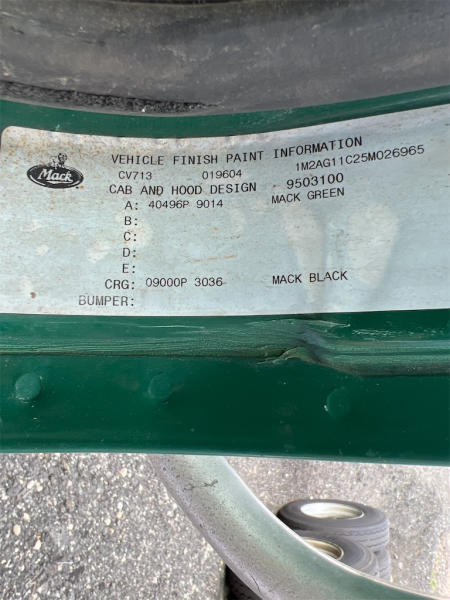 Mack
VEHICLE FINISH PAINT INFORMATION
CV713 019604 1M2AG11C25M026965
CAB AND HOOD DESIGN 9503100
A: 40496P 9014 MACK GREEN
B:
C:
D:
E:
CRG: 09000P 3036 MACK BLACK
BUMPER: